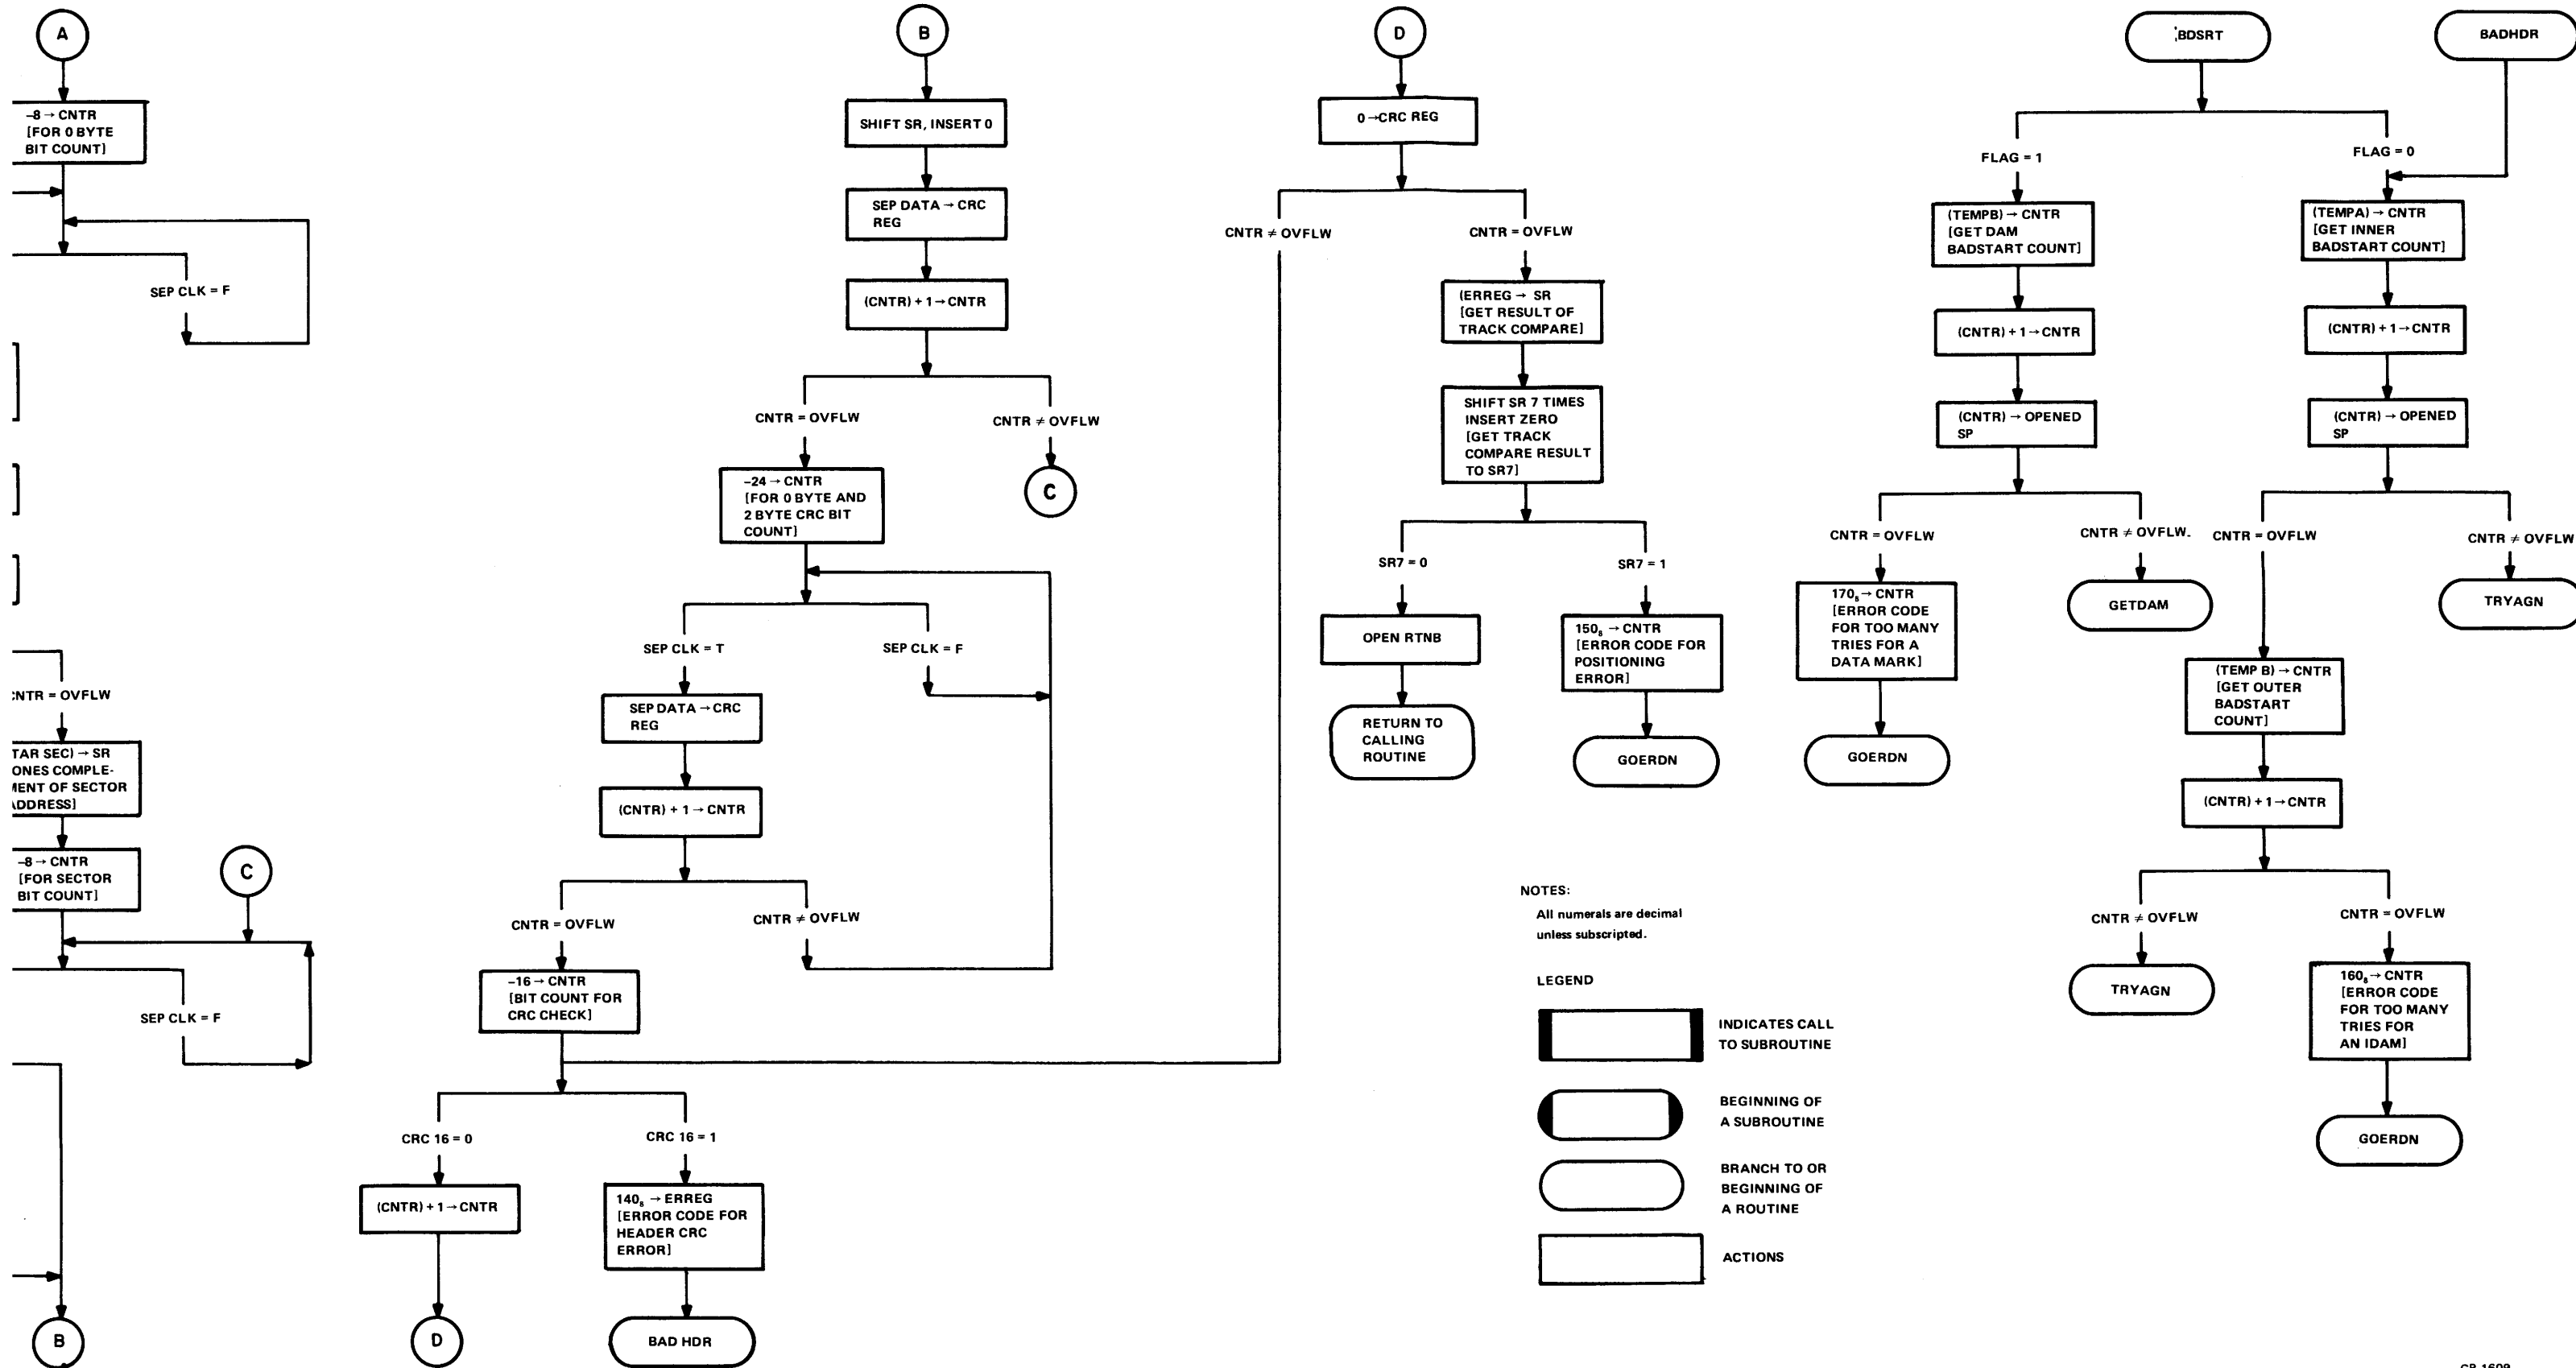 A
–8 → CNTR
[FOR 0 BYTE
BIT COUNT]
SEP CLK = F
CNTR = OVFLW
TAR SEC) → SR
ONES COMPLE-
MENT OF SECTOR
ADDRESS]
–8 → CNTR
[FOR SECTOR
BIT COUNT]
C
SEP CLK = F
B
B
SHIFT SR, INSERT 0
SEP DATA → CRC
REG
(CNTR) + 1 → CNTR
CNTR = OVFLW
CNTR ≠ OVFLW
C
–24 → CNTR
[FOR 0 BYTE AND
2 BYTE CRC BIT
COUNT]
SEP CLK = T
SEP CLK = F
SEP DATA → CRC
REG
(CNTR) + 1 → CNTR
CNTR = OVFLW
CNTR ≠ OVFLW
–16 → CNTR
[BIT COUNT FOR
CRC CHECK]
CRC 16 = 0
CRC 16 = 1
(CNTR) + 1 → CNTR
140₈ → ERREG
[ERROR CODE FOR
HEADER CRC
ERROR]
D
BAD HDR
D
0 → CRC REG
CNTR ≠ OVFLW
CNTR = OVFLW
(ERREG → SR
[GET RESULT OF
TRACK COMPARE]
SHIFT SR 7 TIMES
INSERT ZERO
[GET TRACK
COMPARE RESULT
TO SR7]
SR7 = 0
SR7 = 1
OPEN RTNB
150₈ → CNTR
[ERROR CODE FOR
POSITIONING
ERROR]
RETURN TO
CALLING
ROUTINE
GOERDN
BDSRT
BADHDR
FLAG = 1
FLAG = 0
(TEMPB) → CNTR
[GET DAM
BADSTART COUNT]
(CNTR) + 1 → CNTR
(CNTR) → OPENED
SP
CNTR = OVFLW
CNTR ≠ OVFLW
170₈ → CNTR
[ERROR CODE
FOR TOO MANY
TRIES FOR A
DATA MARK]
GETDAM
GOERDN
(TEMPA) → CNTR
[GET INNER
BADSTART COUNT]
(CNTR) + 1 → CNTR
(CNTR) → OPENED
SP
CNTR = OVFLW
CNTR ≠ OVFLW
TRYAGN
(TEMP B) → CNTR
[GET OUTER
BADSTART
COUNT]
(CNTR) + 1 → CNTR
CNTR ≠ OVFLW
CNTR = OVFLW
TRYAGN
160₈ → CNTR
[ERROR CODE
FOR TOO MANY
TRIES FOR
AN IDAM]
GOERDN
NOTES:
All numerals are decimal
unless subscripted.
LEGEND
INDICATES CALL
TO SUBROUTINE
BEGINNING OF
A SUBROUTINE
BRANCH TO OR
BEGINNING OF
A ROUTINE
ACTIONS